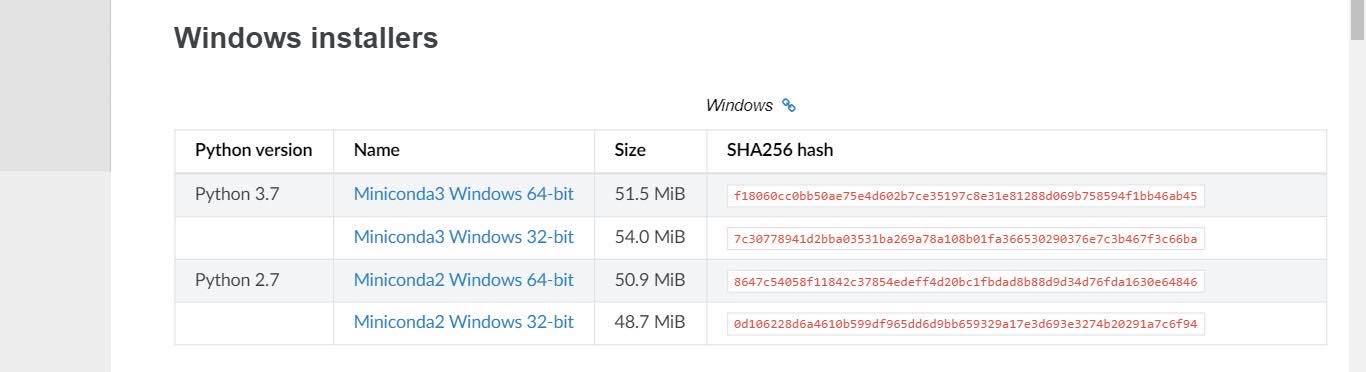 Windows installers
Windows
Python version Name Size SHA256 hash
Python 3.7 Miniconda3 Windows 64-bit 51.5 MiB f18060cc0bb50ae75e4d602b7ce35197c8e31e81288d069b758594f1bb46ab45
Miniconda3 Windows 32-bit 54.0 MiB 7c30778941d2bba03531ba269a78a108b01fa366530290376e7c3b467f3c66ba
Python 2.7 Miniconda2 Windows 64-bit 50.9 MiB 8647c54058f11842c37854edeff4d20bc1fbdad8b88d9d34d76fda1630e64846
Miniconda2 Windows 32-bit 48.7 MiB 0d106228d6a4610b599df965dd6d9bb659329a17e3d693e3274b20291a7c6f94